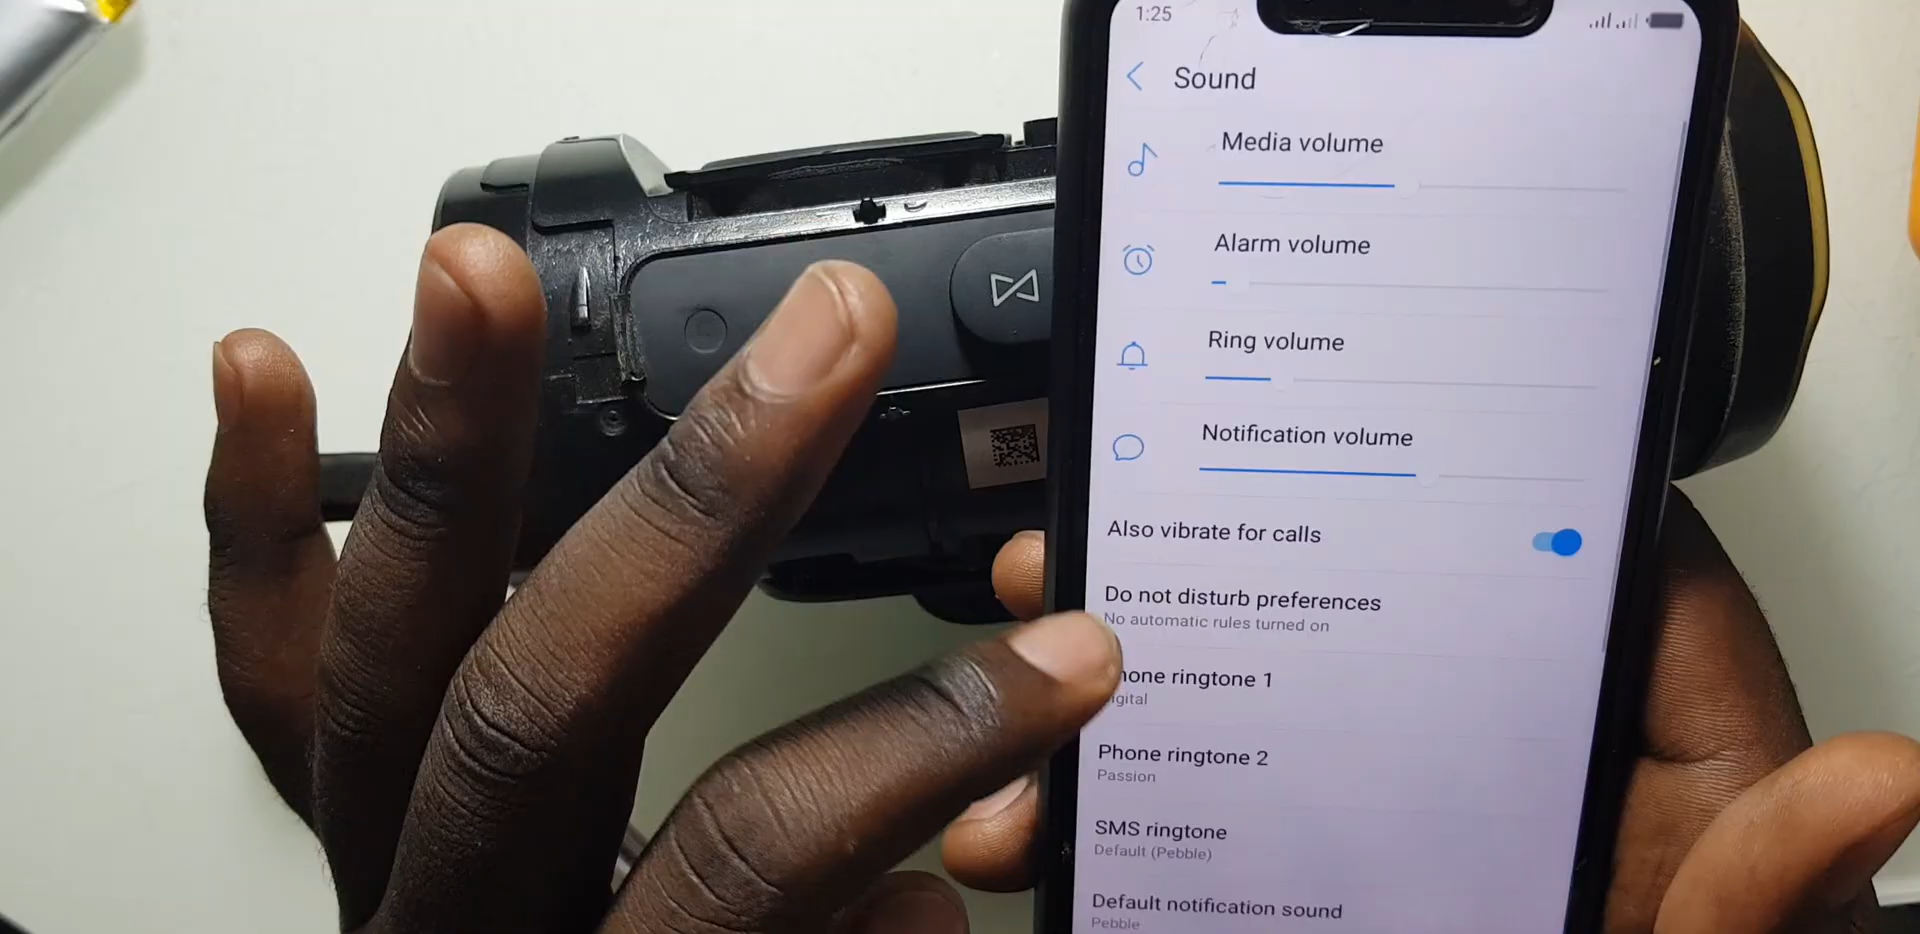 1:25
Sound
Media volume
Alarm volume
Ring volume
Notification volume
Also vibrate for calls
Do not disturb preferences
No automatic rules turned on
hone ringtone 1
igital
Phone ringtone 2
Passion
SMS ringtone
Default (Pebble)
Default notification sound
Pebble